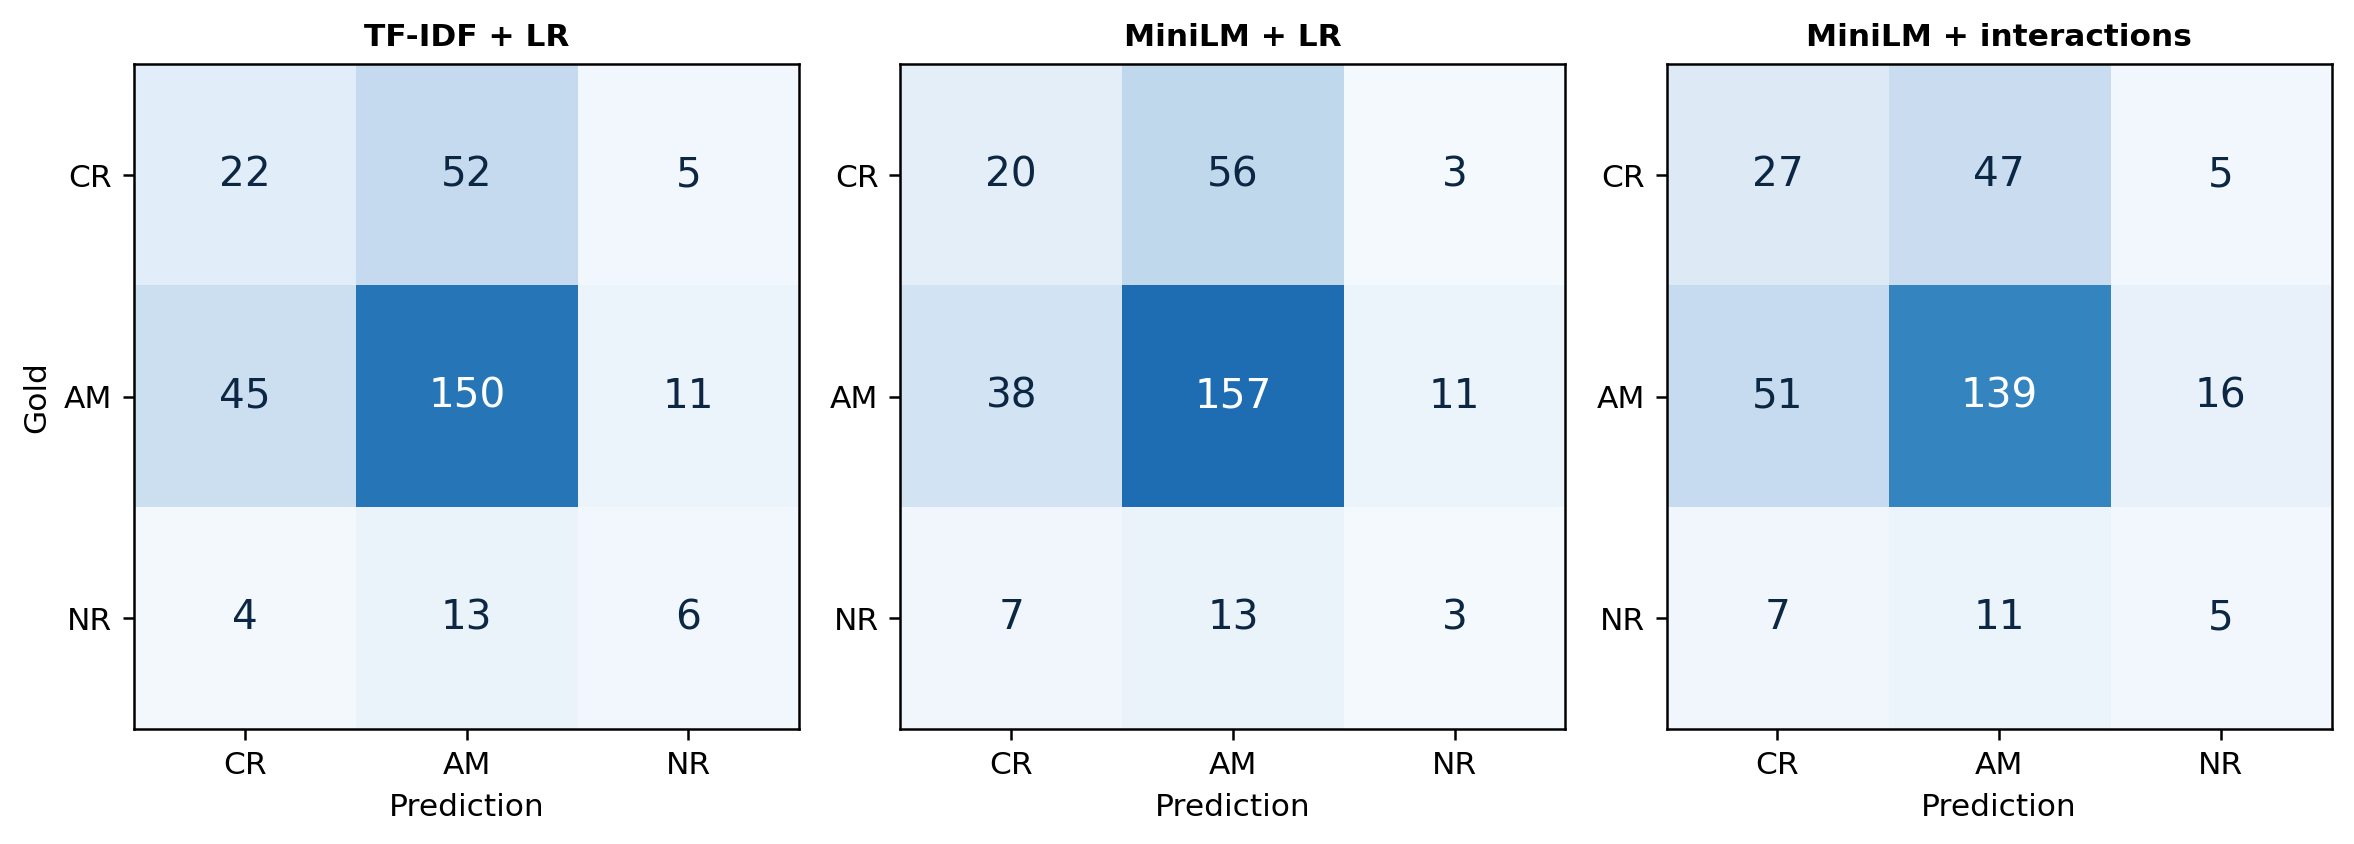 TF-IDF + LR
MiniLM + LR
MiniLM + interactions
Gold
CR 22 52 5
AM 45 150 11
NR 4 13 6
CR AM NR
Prediction
CR 20 56 3
AM 38 157 11
NR 7 13 3
CR AM NR
Prediction
CR 27 47 5
AM 51 139 16
NR 7 11 5
CR AM NR
Prediction